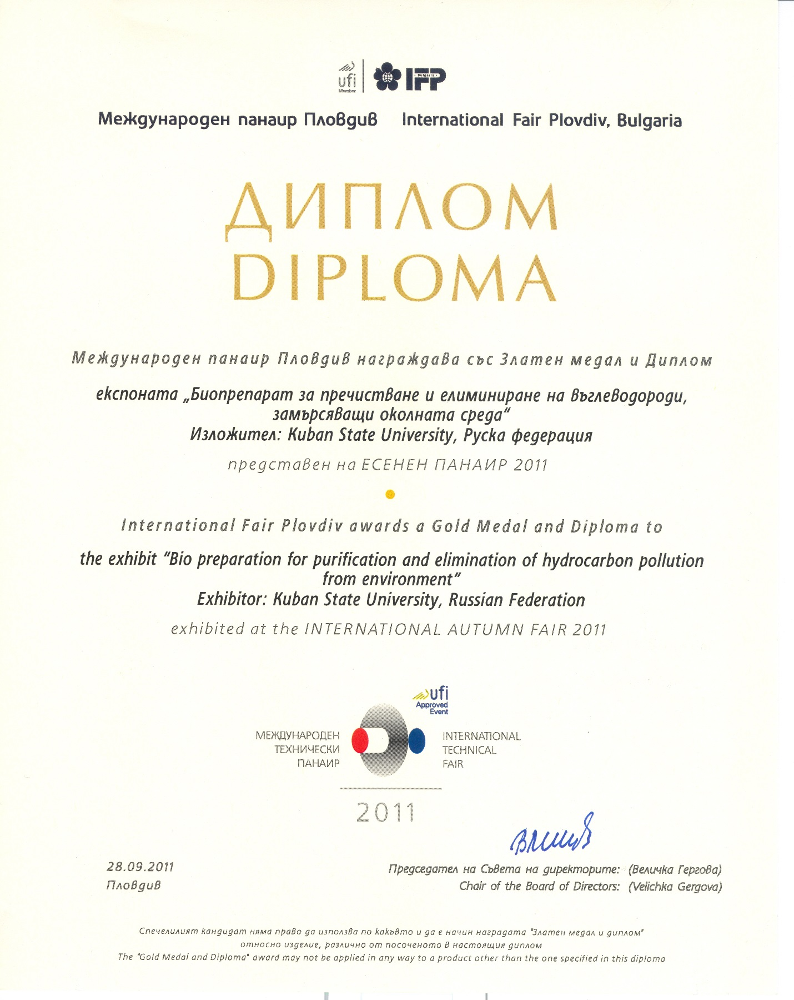 ufi
Member
Bulgaria
IFP
Международен панаир Пловдив International Fair Plovdiv, Bulgaria
ДИПЛОМ
DIPLOMA
Международен панаир Пловдив награждава със Златен медал и Диплом
експоната „Биопрепарат за пречистване и елиминиране на въглеводороди,
замърсяващи околната среда“
Изложител: Kuban State University, Руска федерация
представен на ЕСЕНЕН ПАНАИР 2011
International Fair Plovdiv awards a Gold Medal and Diploma to
the exhibit “Bio preparation for purification and elimination of hydrocarbon pollution
from environment”
Exhibitor: Kuban State University, Russian Federation
exhibited at the INTERNATIONAL AUTUMN FAIR 2011
ufi
Approved
Event
МЕЖДУНАРОДЕН
ТЕХНИЧЕСКИ
ПАНАИР
INTERNATIONAL
TECHNICAL
FAIR
2011
28.09.2011
Пловдив
Председател на Съвета на директорите: (Величка Гергова)
Chair of the Board of Directors: (Velichka Gergova)
Спечелилият кандидат няма право да използва по какъвто и да е начин наградата "Златен медал и диплом"
относно изделие, различно от посоченото в настоящия диплом
The "Gold Medal and Diploma" award may not be applied in any way to a product other than the one specified in this diploma